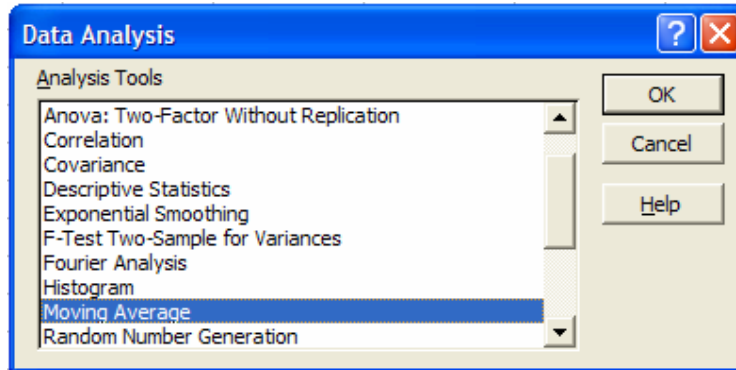 Data Analysis
?
Analysis Tools
Anova: Two-Factor Without Replication
Correlation
Covariance
Descriptive Statistics
Exponential Smoothing
F-Test Two-Sample for Variances
Fourier Analysis
Histogram
Moving Average
Random Number Generation
OK
Cancel
Help